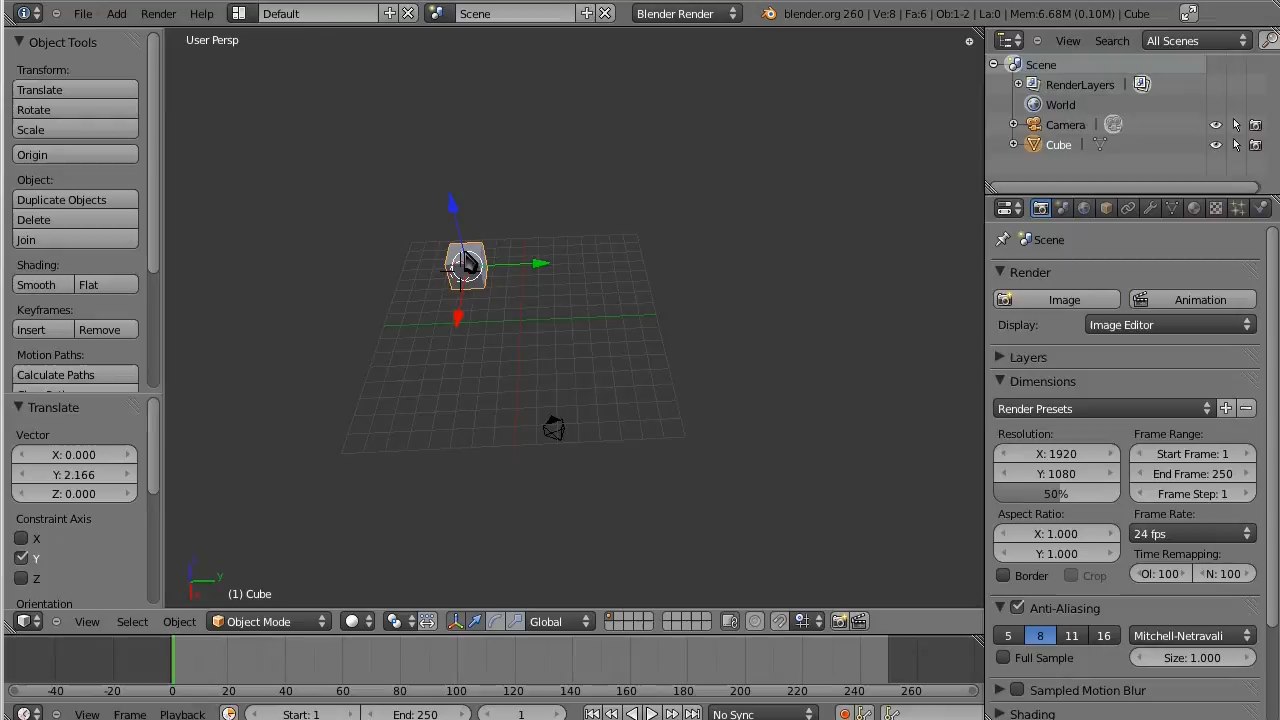 File Add Render Help Default Scene Blender Render blender.org 260 | Ve:8 | Fa:6 | Ob:1-2 | La:0 | Mem:6.68M (0.10M) | Cube
Object Tools
Transform:
Translate
Rotate
Scale
Origin
Object:
Duplicate Objects
Delete
Join
Shading:
Smooth Flat
Keyframes:
Insert Remove
Motion Paths:
Calculate Paths
Translate
Vector
X: 0.000
Y: 2.166
Z: 0.000
Constraint Axis
X
Y
Z
Orientation
User Persp
y
(1) Cube
View Select Object Object Mode Global
-40 -20 0 20 40 60 80 100 120 140 160 180 200 220 240 260
View Frame Playback Start: 1 End: 250 1 No Sync
View Search All Scenes
Scene
RenderLayers |
World
Camera |
Cube |
Scene
Render
Image Animation
Display: Image Editor
Layers
Dimensions
Render Presets
Resolution: Frame Range:
X: 1920 Start Frame: 1
Y: 1080 End Frame: 250
50% Frame Step: 1
Aspect Ratio: Frame Rate:
X: 1.000 24 fps
Y: 1.000 Time Remapping:
Border Crop Ol: 100 N: 100
Anti-Aliasing
5 8 11 16 Mitchell-Netravali
Full Sample Size: 1.000
Sampled Motion Blur
Shading